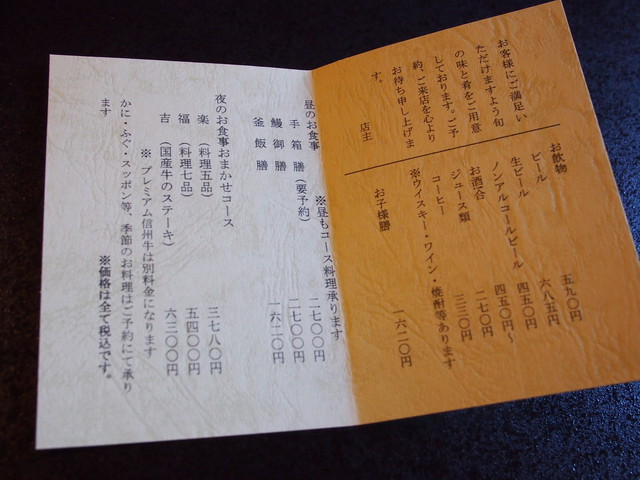 お客様にご満足い
ただけますよう旬
の味と肴をご用意
しております。ご予
約、ご来店を心より
お待ち申し上げま
す。
店主
お飲物
ビール 五九〇円
生ビール 六八五円
ノンアルコールビール 四五〇円
お酒合 四五〇円～
ジュース類 二七〇円
コーヒー 三三〇円
※ウイスキー・ワイン・焼酎等あります
お子様膳 一六二〇円
昼のお食事 ※昼もコース料理承ります
手箱膳(要予約) 二七〇〇円
鰻御膳 二七〇〇円
釜飯膳 一六二〇円
夜のお食事おまかせコース
楽(料理五品) 三七八〇円
福(料理七品) 五四〇〇円
吉(国産牛のステーキ) 六三〇〇円
※プレミアム信州牛は別料金になります
かに・ふぐ・スッポン等、季節のお料理はご予約にて承り
ます
※価格は全て税込です。